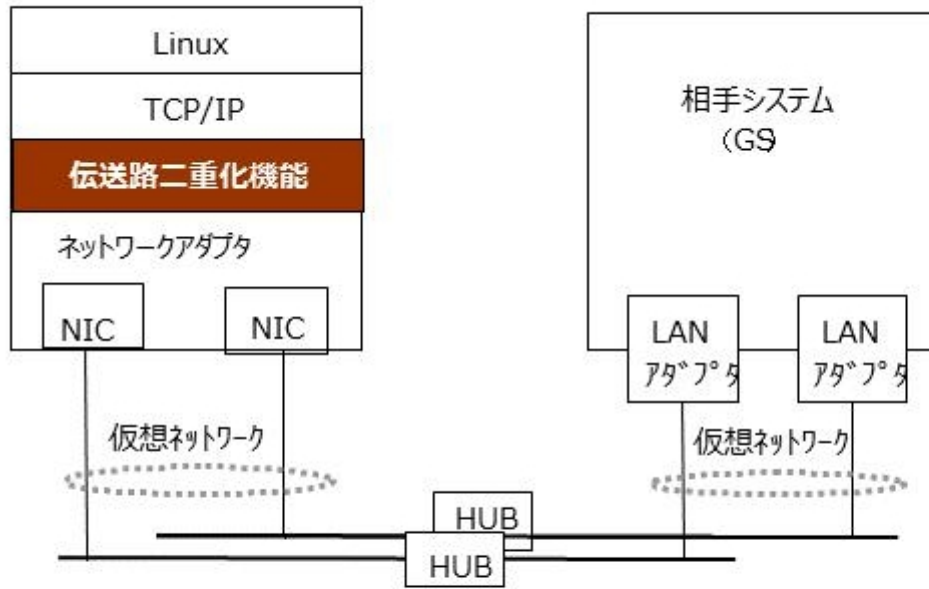 Linux
TCP/IP
伝送路二重化機能
ネットワークアダプタ
NIC
NIC
仮想ネットワーク
相手システム
(GS)
LAN
アダプタ
LAN
アダプタ
仮想ネットワーク
HUB
HUB